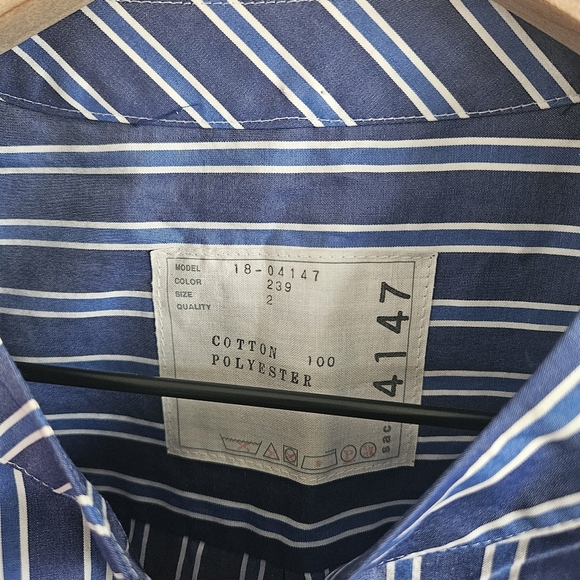 MODEL 18-04147
COLOR 239
SIZE 2
QUALITY
COTTON 100
POLYESTER
sac 4147